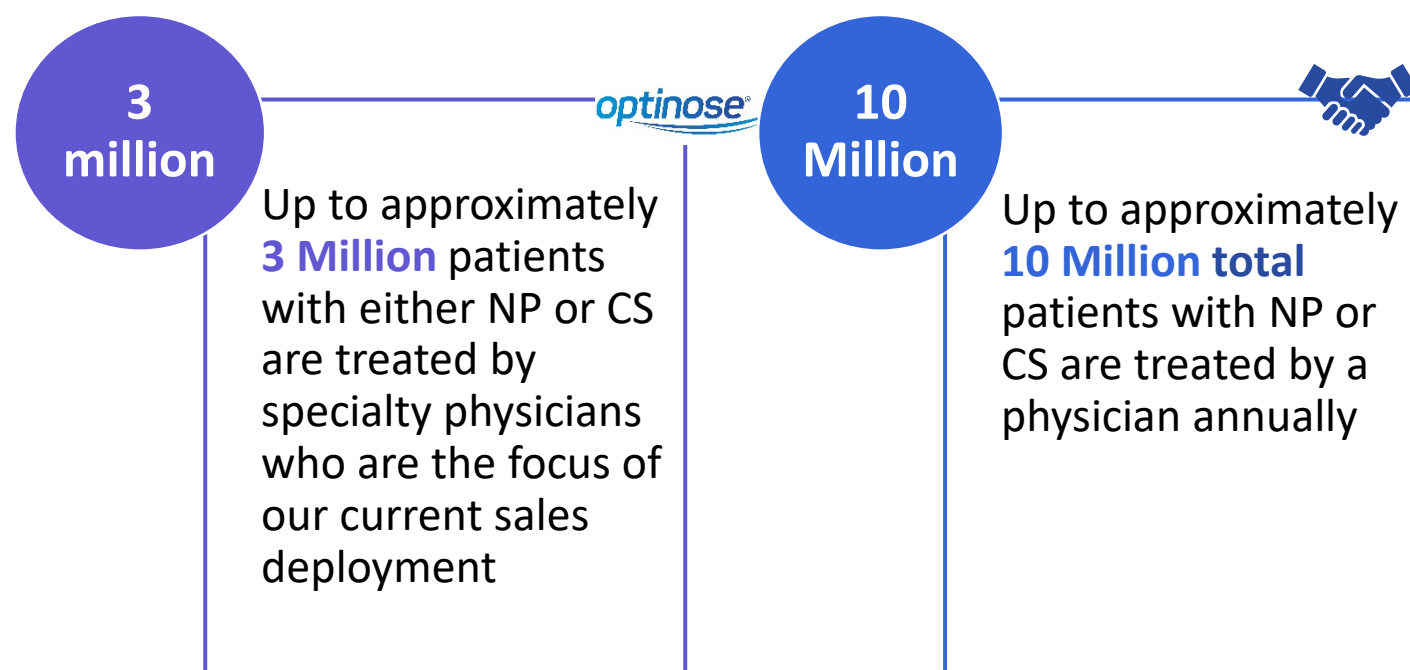 3
million
optinose®
Up to approximately
3 Million patients
with either NP or CS
are treated by
specialty physicians
who are the focus of
our current sales
deployment
10
Million
Up to approximately
10 Million total
patients with NP or
CS are treated by a
physician annually